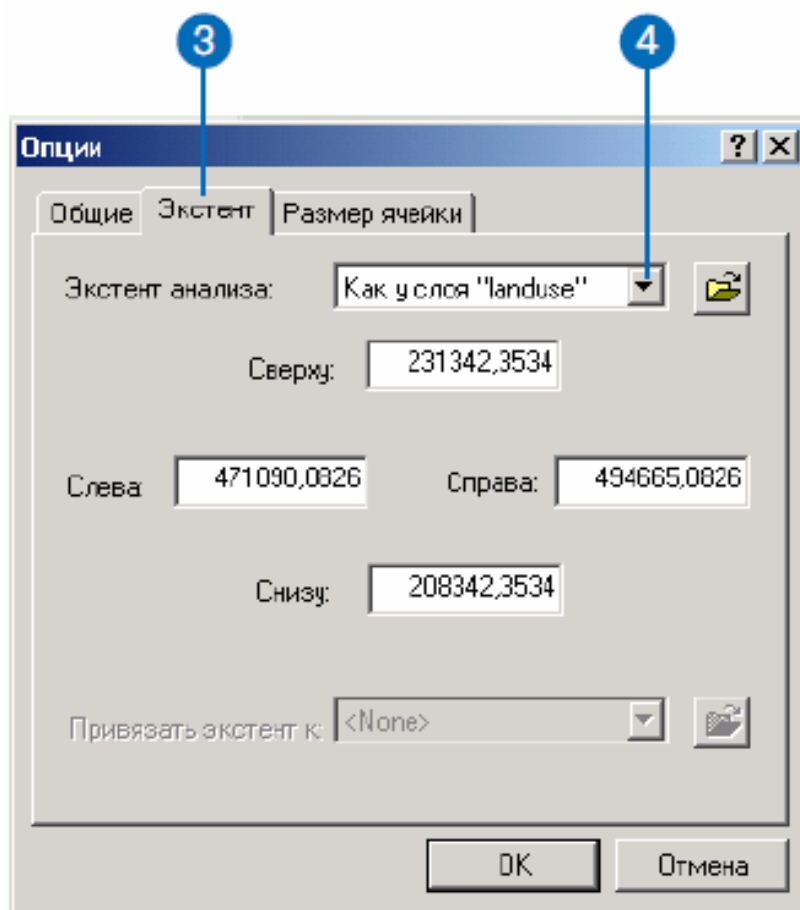 3 4
Опции
Общие Экстент Размер ячейки
Экстент анализа: Как у слоя "landuse"
Сверху: 231342,3534
Слева: 471090,0826 Справа: 494665,0826
Снизу: 208342,3534
Привязать экстент к: <None>
OK Отмена